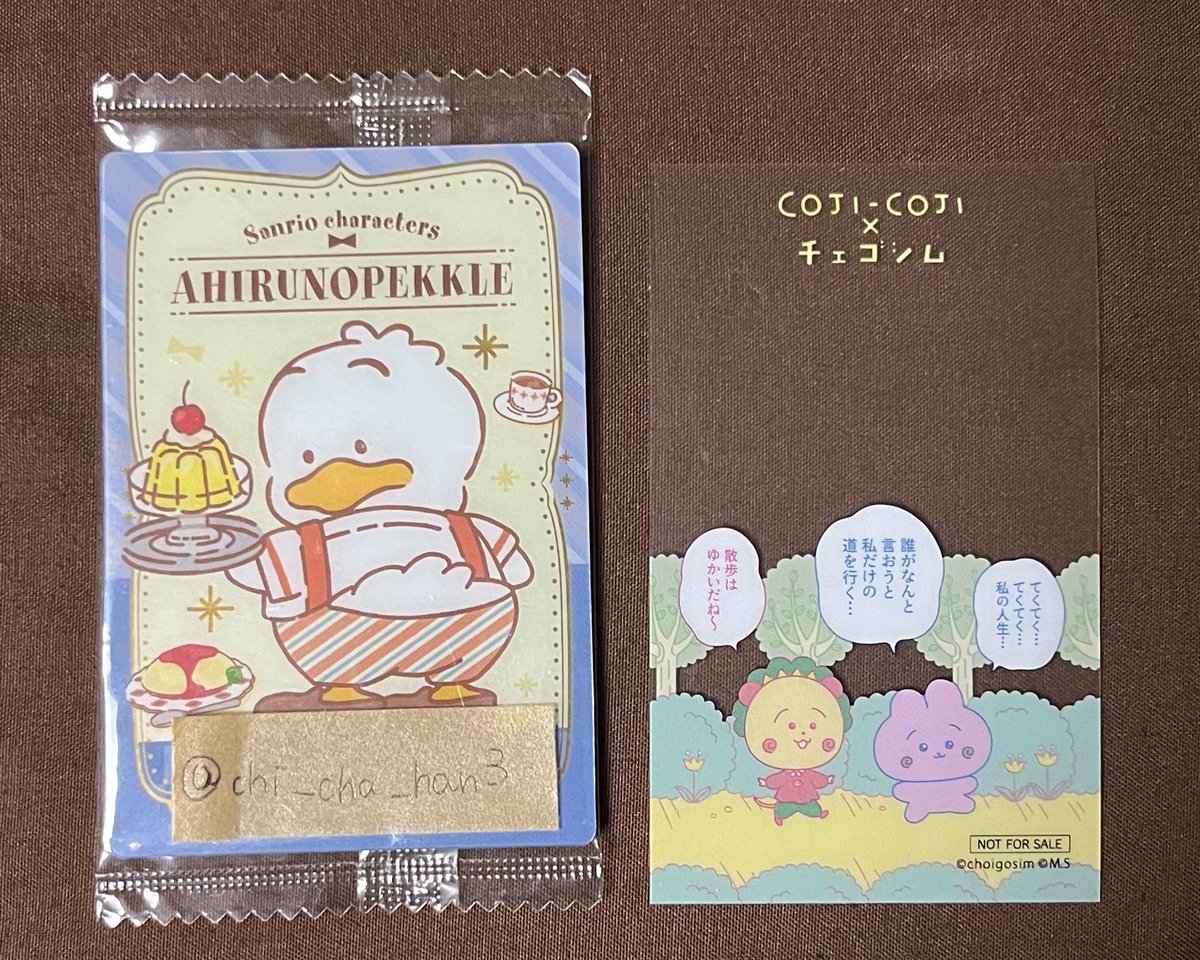 Sanrio characters
AHIRUNOPEKKLE
@chi_cha_han3
COJI-COJI
×
チェゴシム
散歩は
ゆかいだね～
誰がなんと
言おうと
私だけの
道を行く…
てくてく…
てくてく…
私の人生…
NOT FOR SALE
©choigosim ©M.S